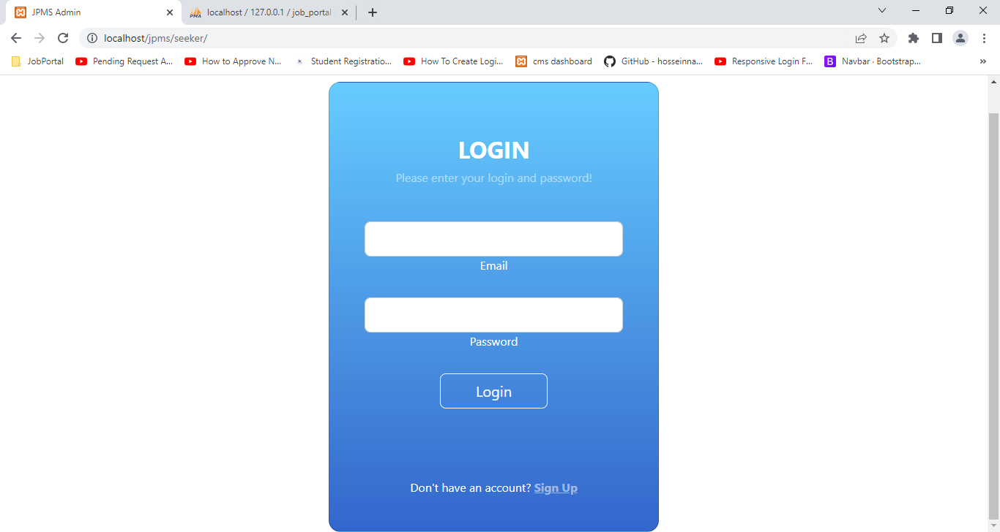 JPMS Admin
localhost / 127.0.0.1 / job_portal
localhost/jpms/seeker/
JobPortal
Pending Request A...
How to Approve N...
Student Registratio...
How To Create Logi...
cms dashboard
GitHub - hosseinna...
Responsive Login F...
B
Navbar · Bootstrap...
LOGIN
Please enter your login and password!
Email
Password
Login
Don't have an account? Sign Up